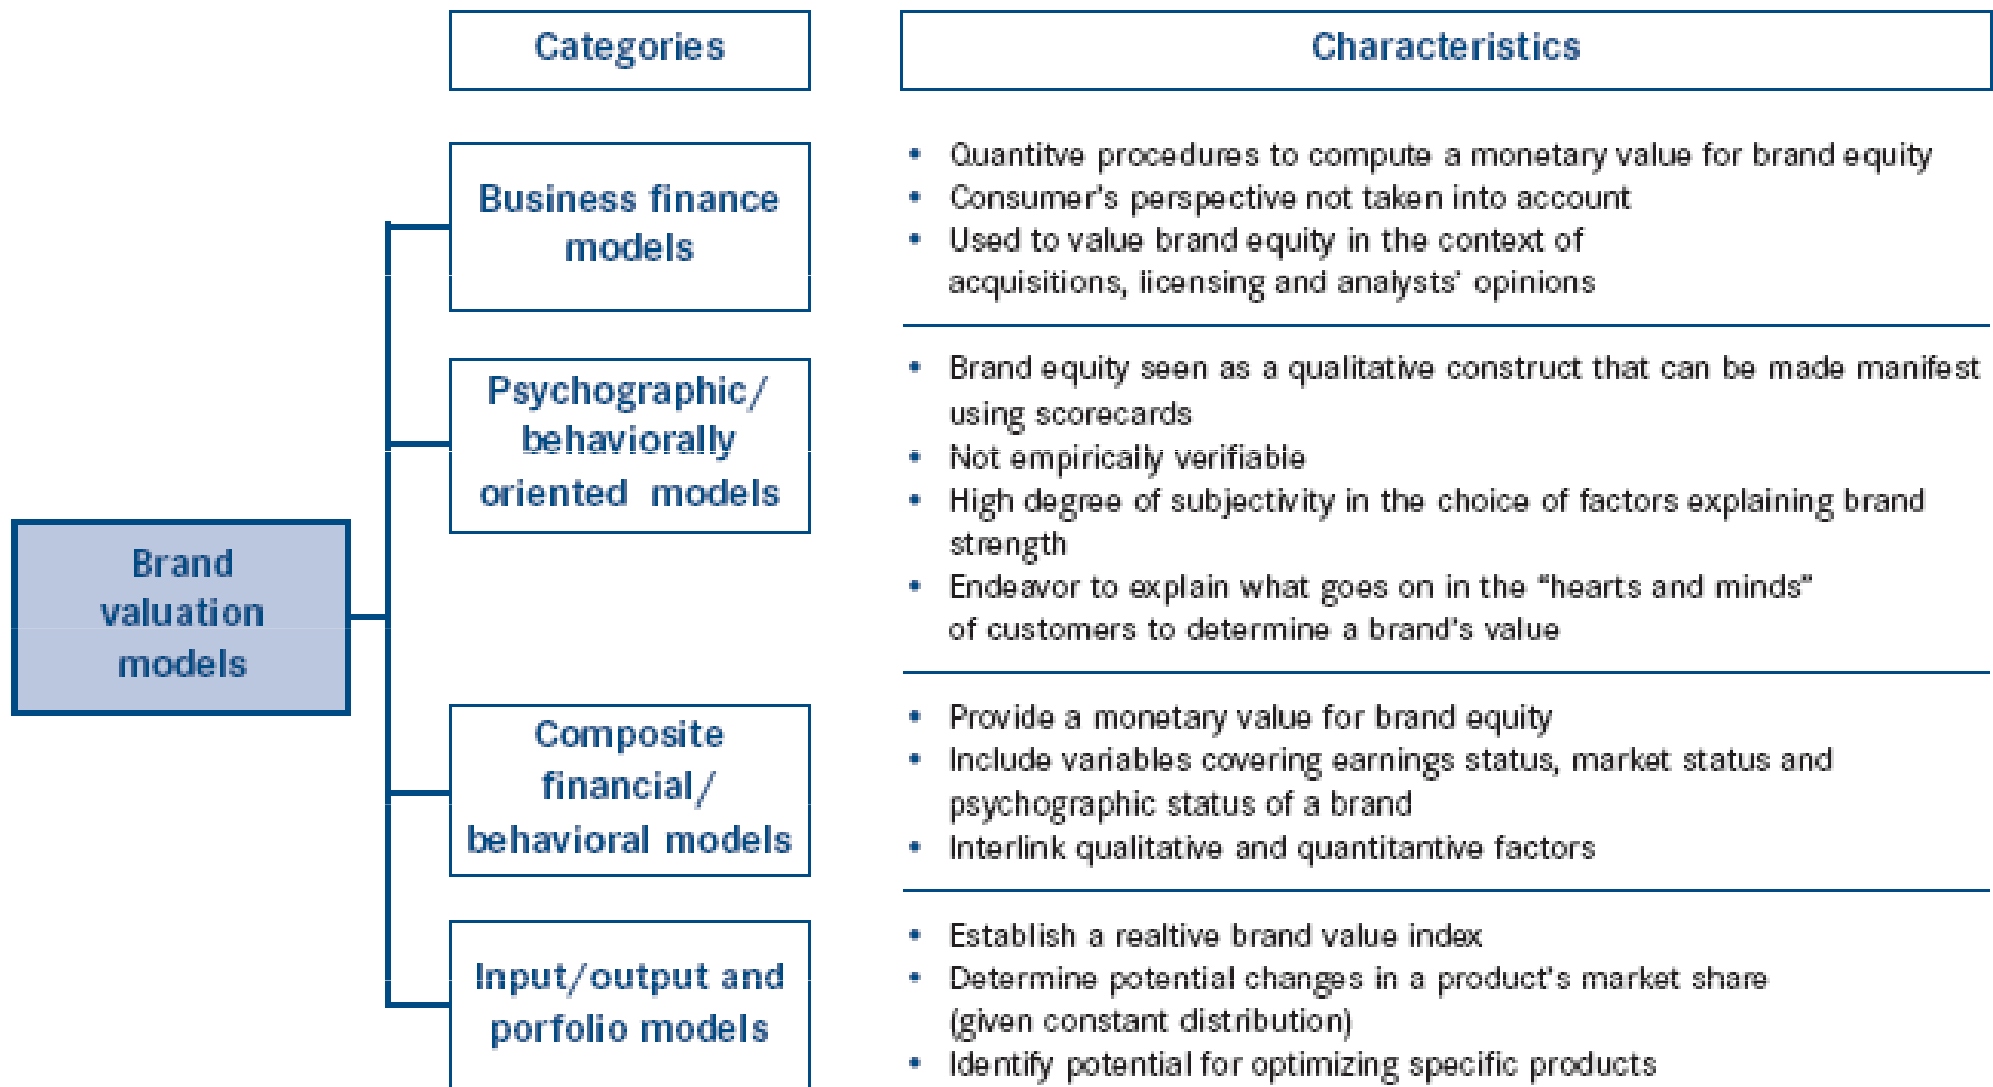 Categories
Characteristics
Brand
valuation
models
Business finance
models
• Quantitve procedures to compute a monetary value for brand equity
• Consumer's perspective not taken into account
• Used to value brand equity in the context of
acquisitions, licensing and analysts' opinions
Psychographic/
behaviorally
oriented models
• Brand equity seen as a qualitative construct that can be made manifest
using scorecards
• Not empirically verifiable
• High degree of subjectivity in the choice of factors explaining brand
strength
• Endeavor to explain what goes on in the “hearts and minds”
of customers to determine a brand's value
Composite
financial/
behavioral models
• Provide a monetary value for brand equity
• Include variables covering earnings status, market status and
psychographic status of a brand
• Interlink qualitative and quantitantive factors
Input/output and
porfolio models
• Establish a realtive brand value index
• Determine potential changes in a product's market share
(given constant distribution)
• Identify potential for optimizing specific products